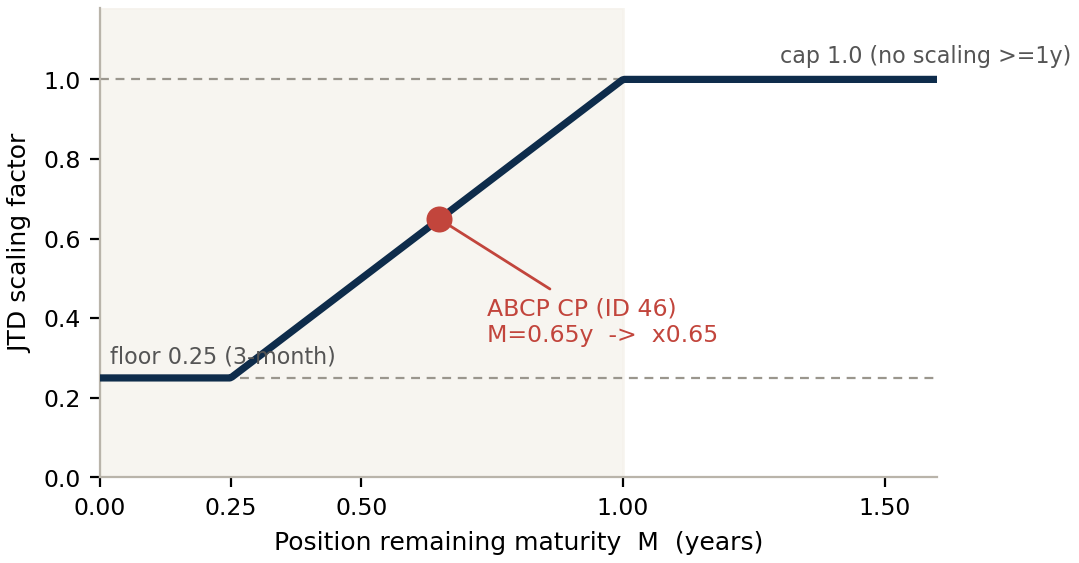 cap 1.0 (no scaling >=1y)
1.0
0.8
0.6
0.4
0.2
0.0
JTD scaling factor
ABCP CP (ID 46)
M=0.65y -> x0.65
floor 0.25 (3-month)
0.00 0.25 0.50 1.00 1.50
Position remaining maturity M (years)